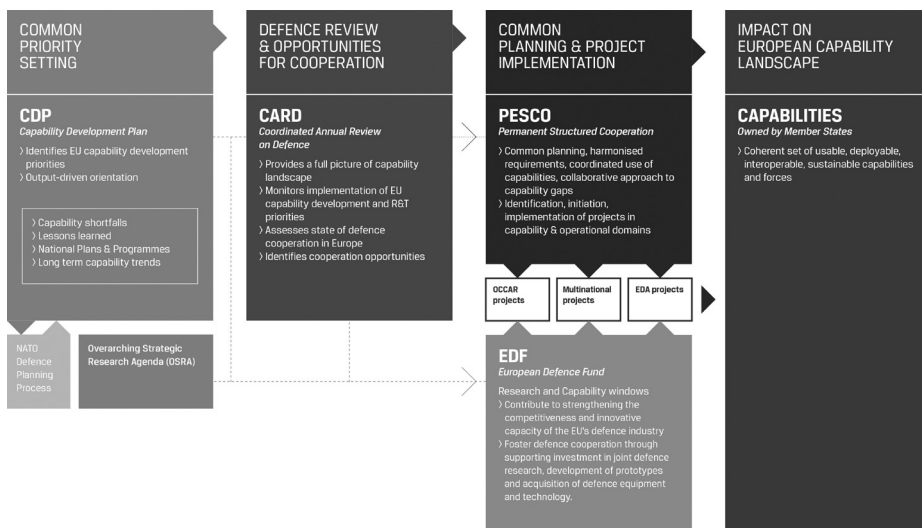 COMMON
PRIORITY
SETTING
CDP
Capability Development Plan
› Identifies EU capability development
priorities
› Output-driven orientation
› Capability shortfalls
› Lessons learned
› National Plans & Programmes
› Long term capability trends
NATO
Defence
Planning
Process
Overarching Strategic
Research Agenda (OSRA)
DEFENCE REVIEW
& OPPORTUNITIES
FOR COOPERATION
CARD
Coordinated Annual Review
on Defence
› Provides a full picture of capability
landscape
› Monitors implementation of EU
capability development and R&T
priorities
› Assesses state of defence
cooperation in Europe
› Identifies cooperation opportunities
COMMON
PLANNING & PROJECT
IMPLEMENTATION
PESCO
Permanent Structured Cooperation
› Common planning, harmonised
requirements, coordinated use of
capabilities, collaborative approach to
capability gaps
› Identification, initiation,
implementation of projects in
capability & operational domains
OCCAR
projects
Multinational
projects
EDA projects
EDF
European Defence Fund
Research and Capability windows
› Contribute to strengthening the
competitiveness and innovative
capacity of the EU's defence industry
› Foster defence cooperation through
supporting investment in joint defence
research, development of prototypes
and acquisition of defence equipment
and technology.
IMPACT ON
EUROPEAN CAPABILITY
LANDSCAPE
CAPABILITIES
Owned by Member States
› Coherent set of usable, deployable,
interoperable, sustainable capabilities
and forces